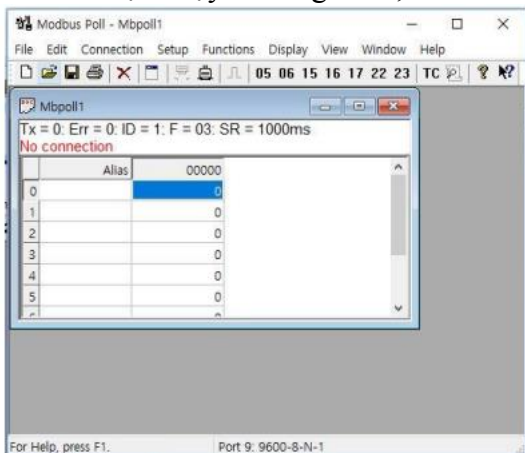 Modbus Poll - Mbpoll1
File Edit Connection Setup Functions Display View Window Help
05 06 15 16 17 22 23 TC
Mbpoll1
Tx = 0: Err = 0: ID = 1: F = 03: SR = 1000ms
No connection
Alias 00000
0 0
1 0
2 0
3 0
4 0
5 0
For Help, press F1. Port 9: 9600-8-N-1